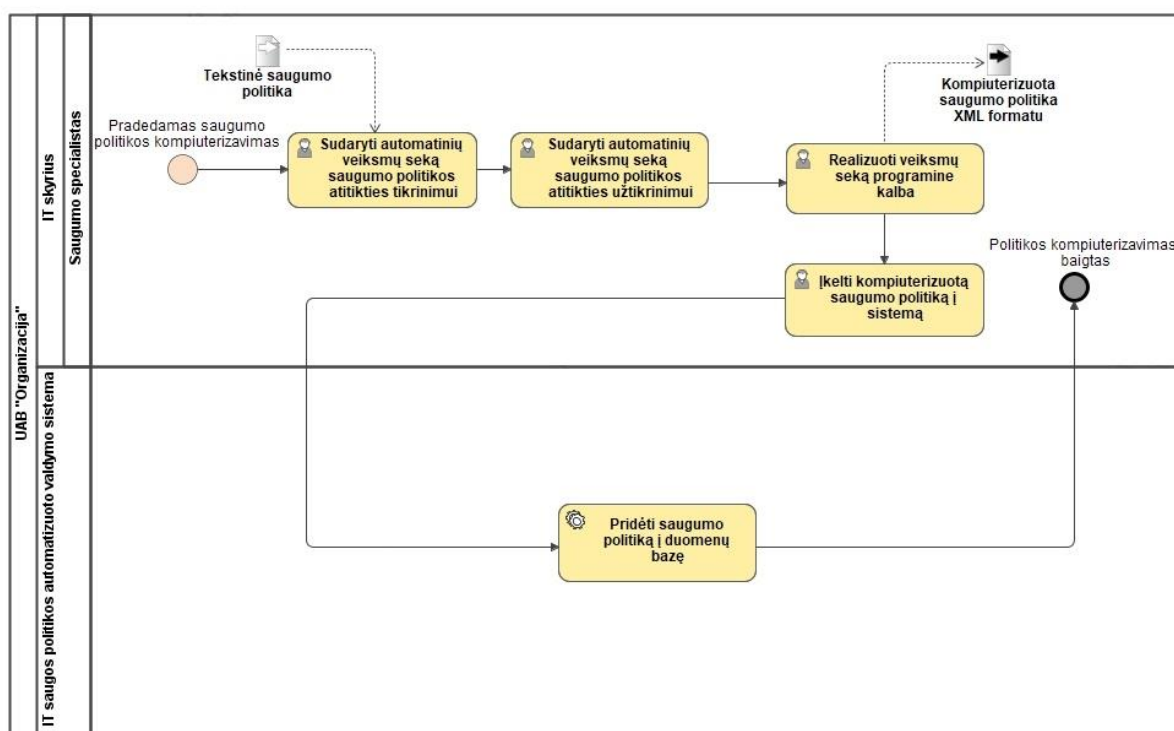 UAB "Organizacija"
IT skyrius
Saugumo specialistas
IT saugos politikos automatizuoto valdymo sistema
Tekstinė saugumo
politika
Pradedamas saugumo
politikos kompiuterizavimas
Sudaryti automatinių
veiksmų seką
saugumo politikos
atitikties tikrinimui
Sudaryti automatinių
veiksmų seką
saugumo politikos
atitikties užtikrinimui
Realizuoti veiksmų
seką programine
kalba
Kompiuterizuota
saugumo politika
XML formatu
Įkelti kompiuterizuotą
saugumo politiką į
sistemą
Politikos kompiuterizavimas
baigtas
Pridėti saugumo
politiką į duomenų
bazę